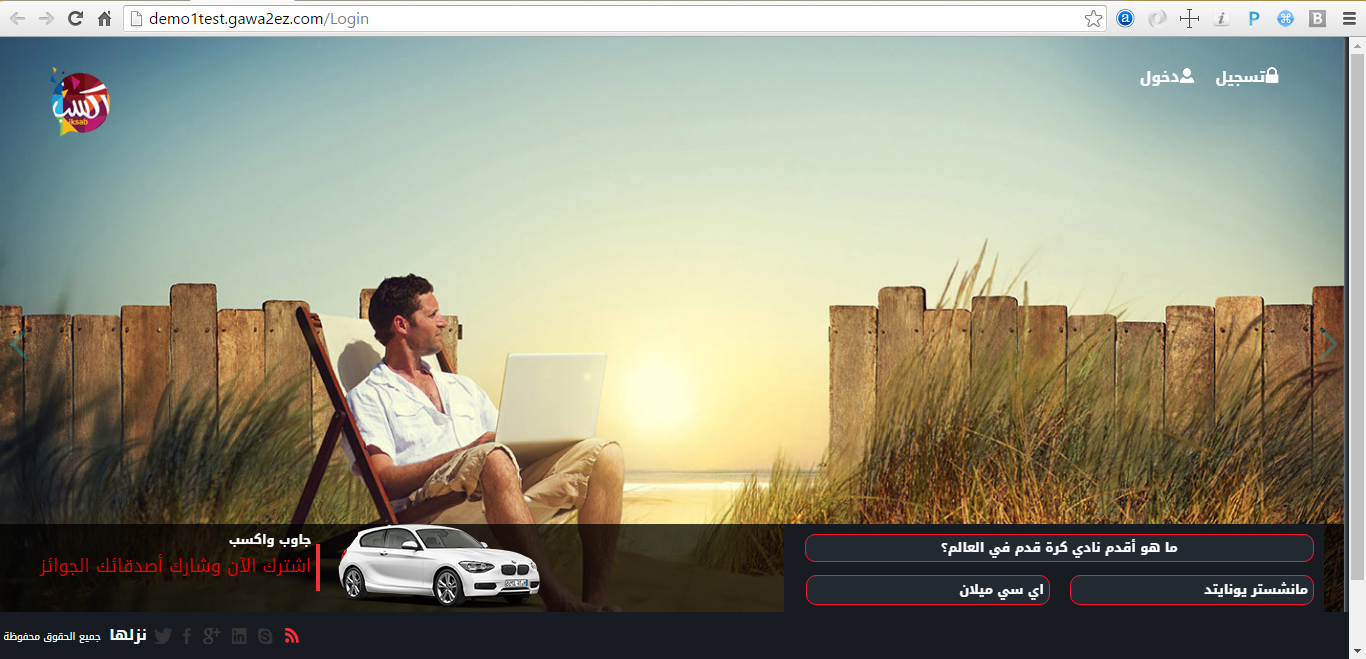 demo1test.gawa2ez.com/Login
اكسب
iksab
تسجيل
دخول
جاوب واكسب
اشترك الآن وشارك أصدقائك الجوائز
ما هو أقدم نادي كرة قدم في العالم؟
مانشستر يونايتد
اي سي ميلان
نزلها جميع الحقوق محفوظة